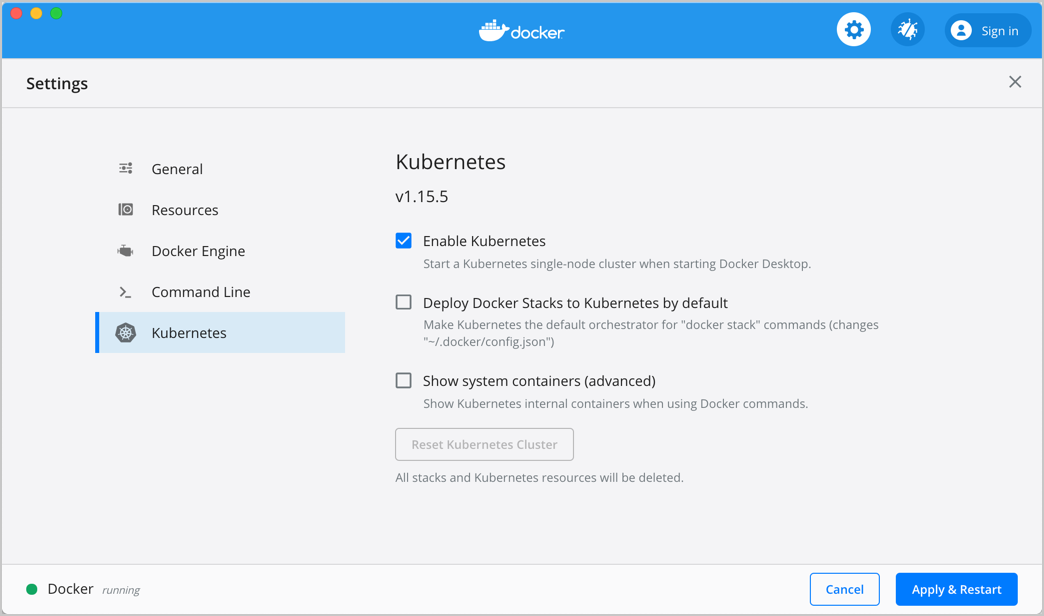 docker
Sign in
Settings
General
Resources
Docker Engine
Command Line
Kubernetes
Kubernetes
v1.15.5
Enable Kubernetes
Start a Kubernetes single-node cluster when starting Docker Desktop.
Deploy Docker Stacks to Kubernetes by default
Make Kubernetes the default orchestrator for "docker stack" commands (changes
"~/.docker/config.json")
Show system containers (advanced)
Show Kubernetes internal containers when using Docker commands.
Reset Kubernetes Cluster
All stacks and Kubernetes resources will be deleted.
Docker running
Cancel
Apply & Restart